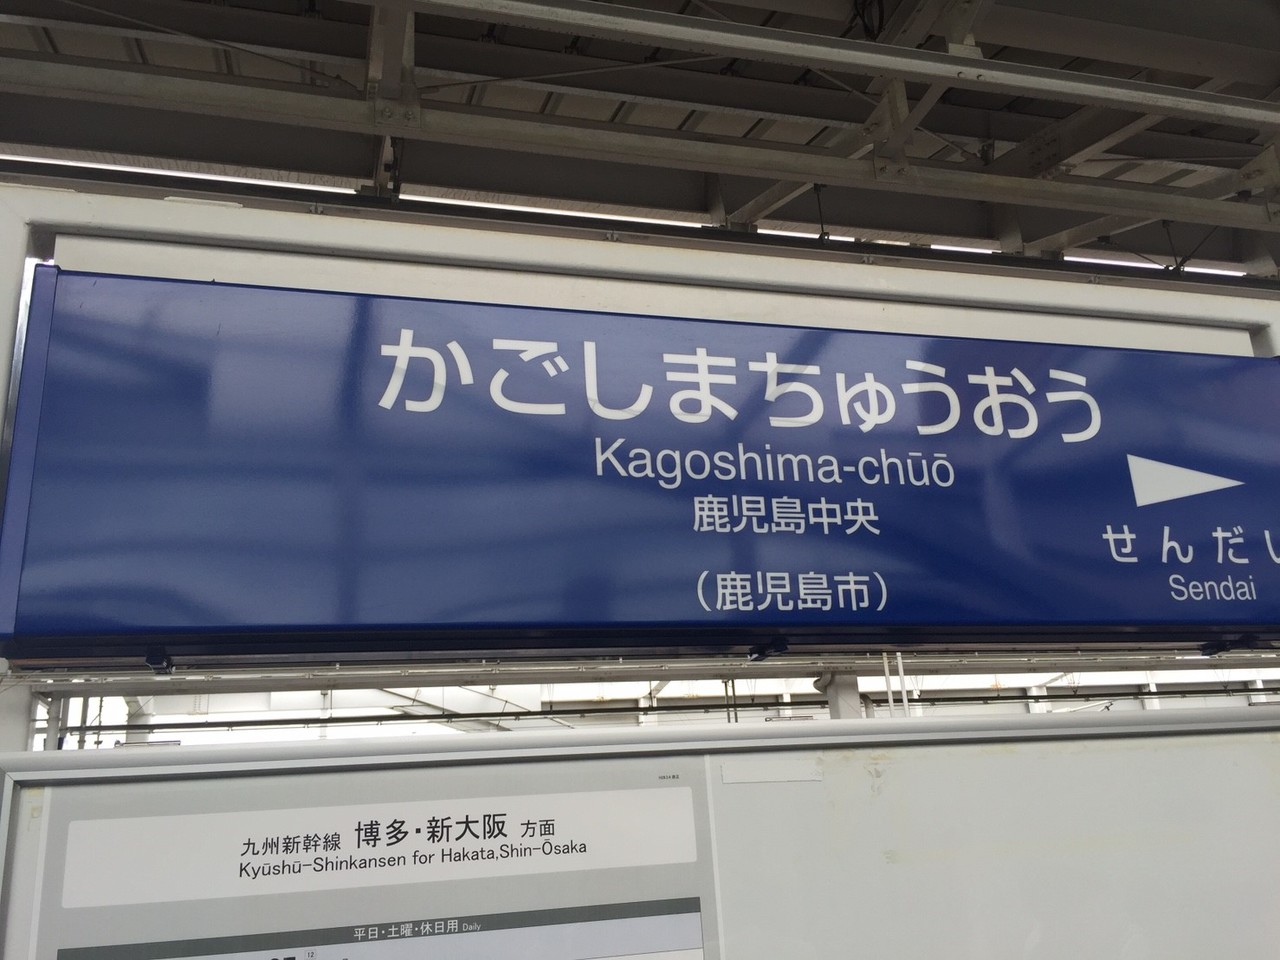 かごしまちゅうおう
Kagoshima-chūō
鹿児島中央
(鹿児島市)
せんだい
Sendai
九州新幹線 博多・新大阪 方面
Kyūshū-Shinkansen for Hakata,Shin-Ōsaka
平日・土曜・休日用 Daily
12